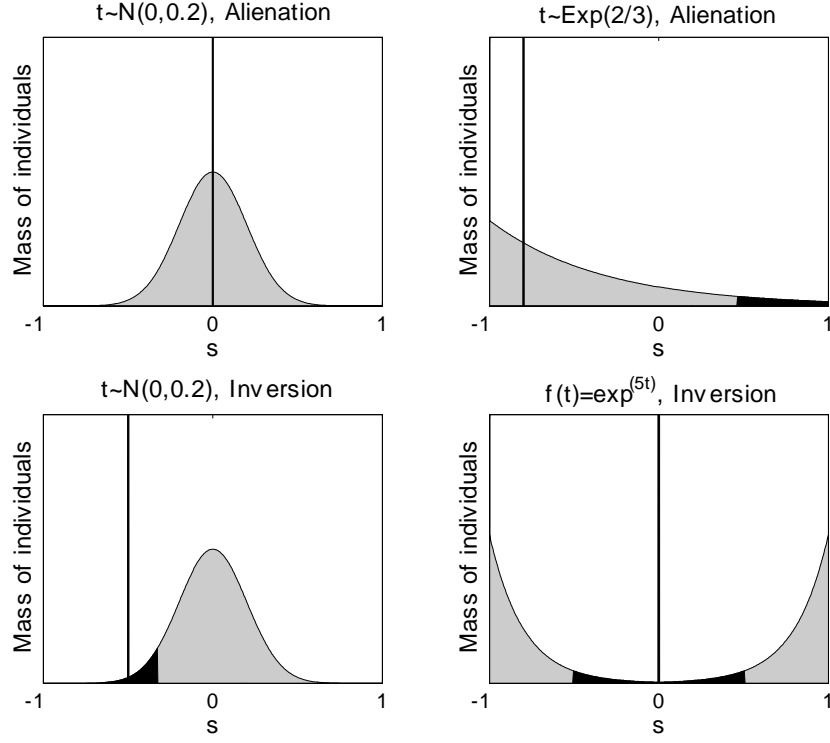 t~N(0,0.2), Alienation
Mass of individuals
-1 0 1
s
t~Exp(2/3), Alienation
Mass of individuals
-1 0 1
s
t~N(0,0.2), Inversion
Mass of individuals
-1 0 1
s
f(t)=exp(5t), Inversion
Mass of individuals
-1 0 1
s